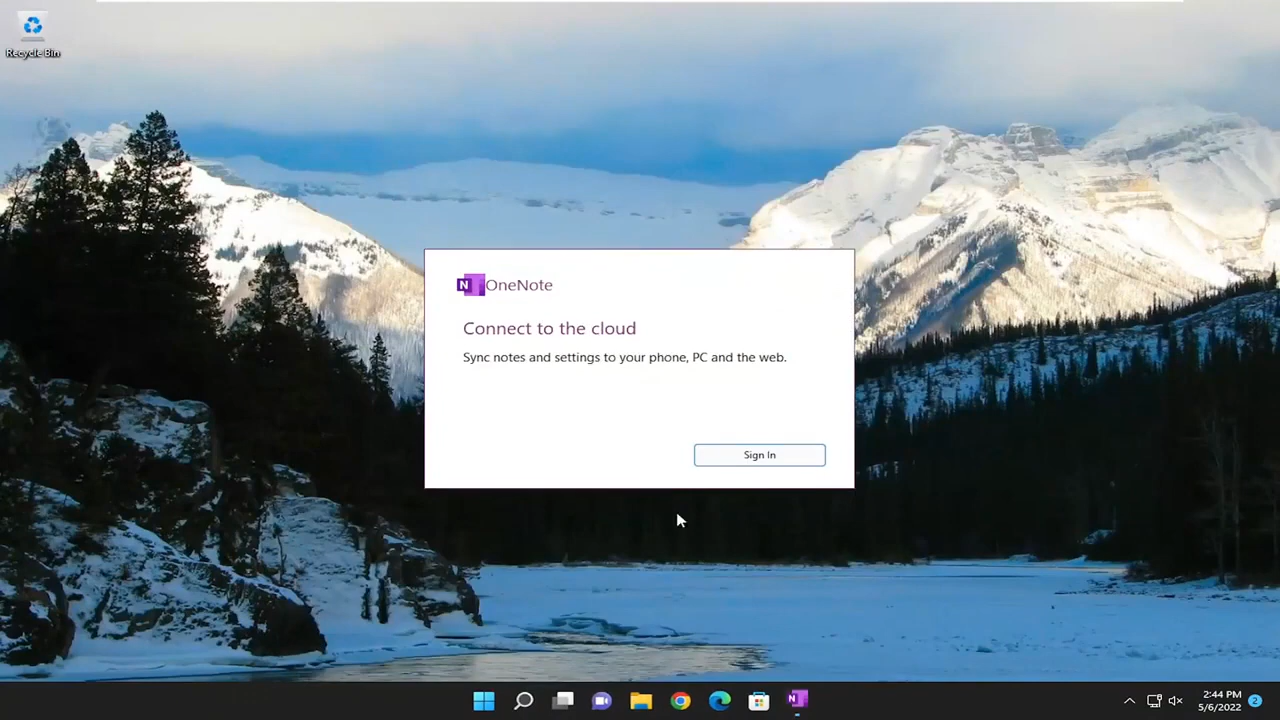 Recycle Bin
N OneNote
Connect to the cloud
Sync notes and settings to your phone, PC and the web.
Sign In
N
2:44 PM
5/6/2022
2